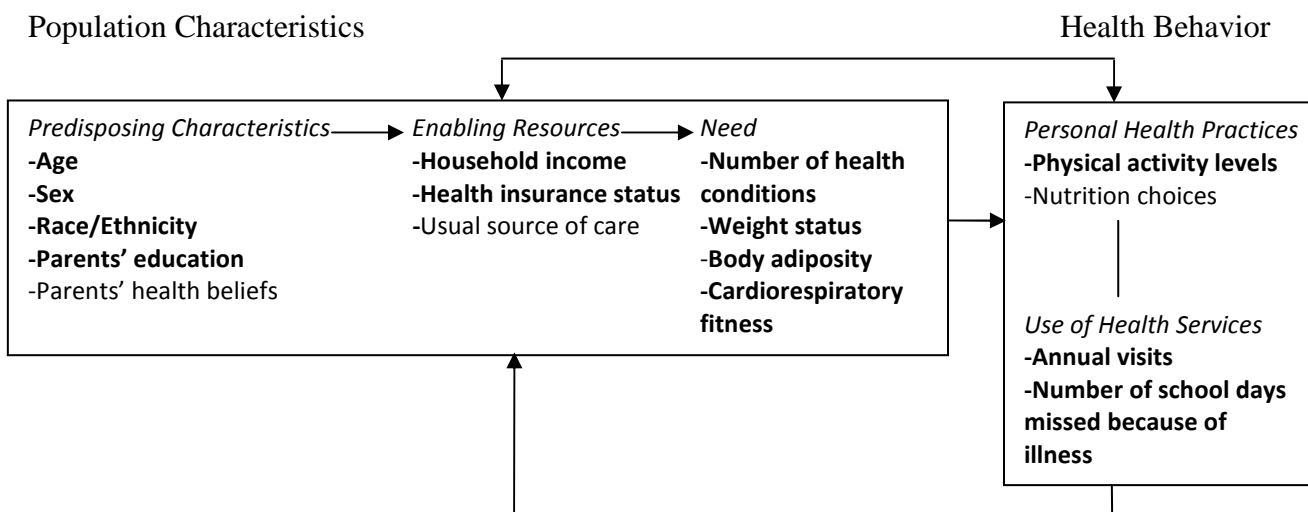 Population Characteristics
Health Behavior
Predisposing Characteristics
-Age
-Sex
-Race/Ethnicity
-Parents’ education
-Parents’ health beliefs
Enabling Resources
-Household income
-Health insurance status
-Usual source of care
Need
-Number of health
conditions
-Weight status
-Body adiposity
-Cardiorespiratory
fitness
Personal Health Practices
-Physical activity levels
-Nutrition choices
Use of Health Services
-Annual visits
-Number of school days
missed because of
illness